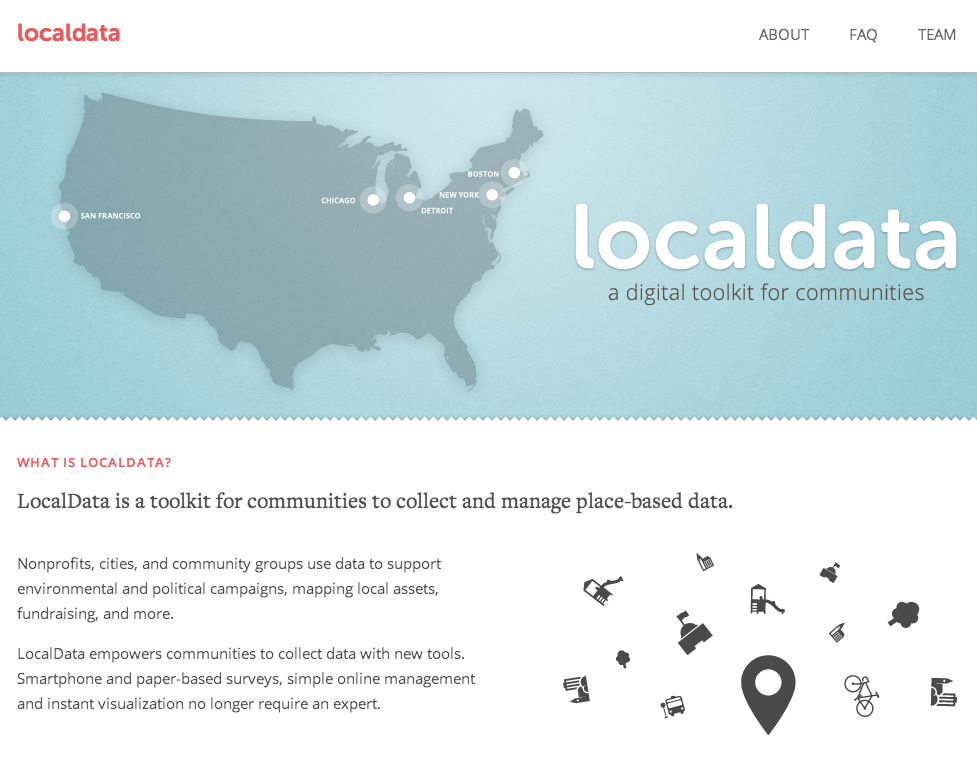 localdata
ABOUT FAQ TEAM
BOSTON
CHICAGO
NEW YORK
DETROIT
SAN FRANCISCO
localdata
a digital toolkit for communities
WHAT IS LOCALDATA?
LocalData is a toolkit for communities to collect and manage place-based data.
Nonprofits, cities, and community groups use data to support
environmental and political campaigns, mapping local assets,
fundraising, and more.
LocalData empowers communities to collect data with new tools.
Smartphone and paper-based surveys, simple online management
and instant visualization no longer require an expert.